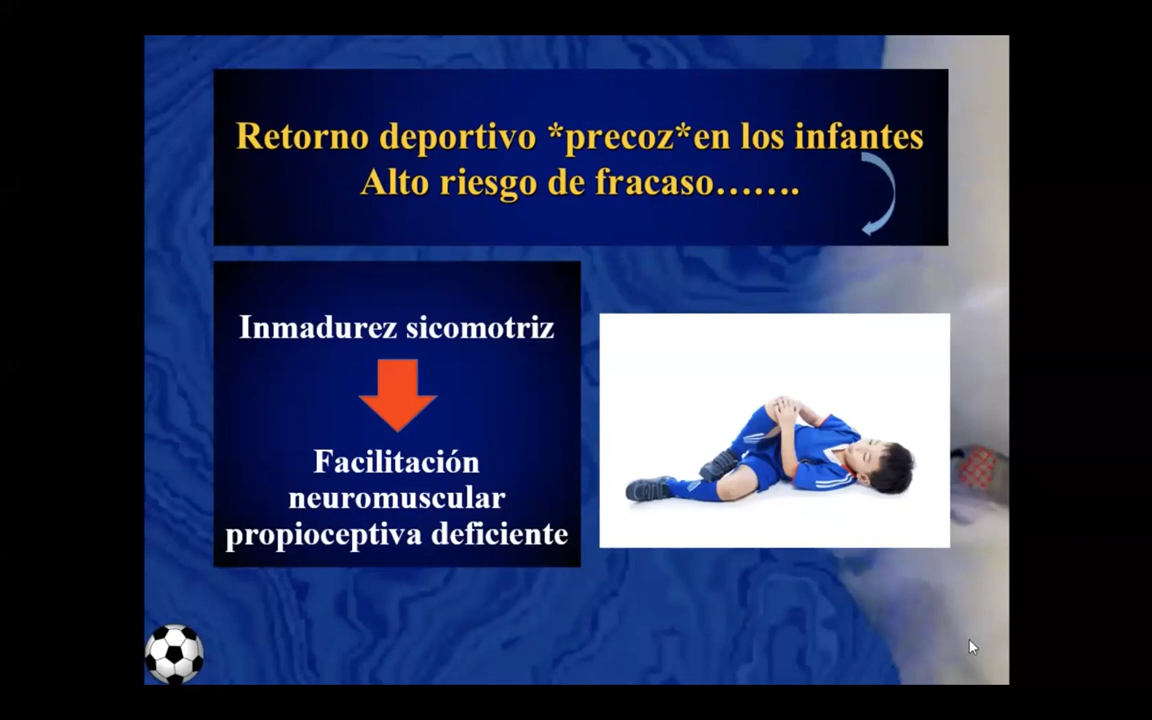 Retorno deportivo *precoz*en los infantes
Alto riesgo de fracaso…….
Inmadurez sicomotriz
Facilitación
neuromuscular
propioceptiva deficiente